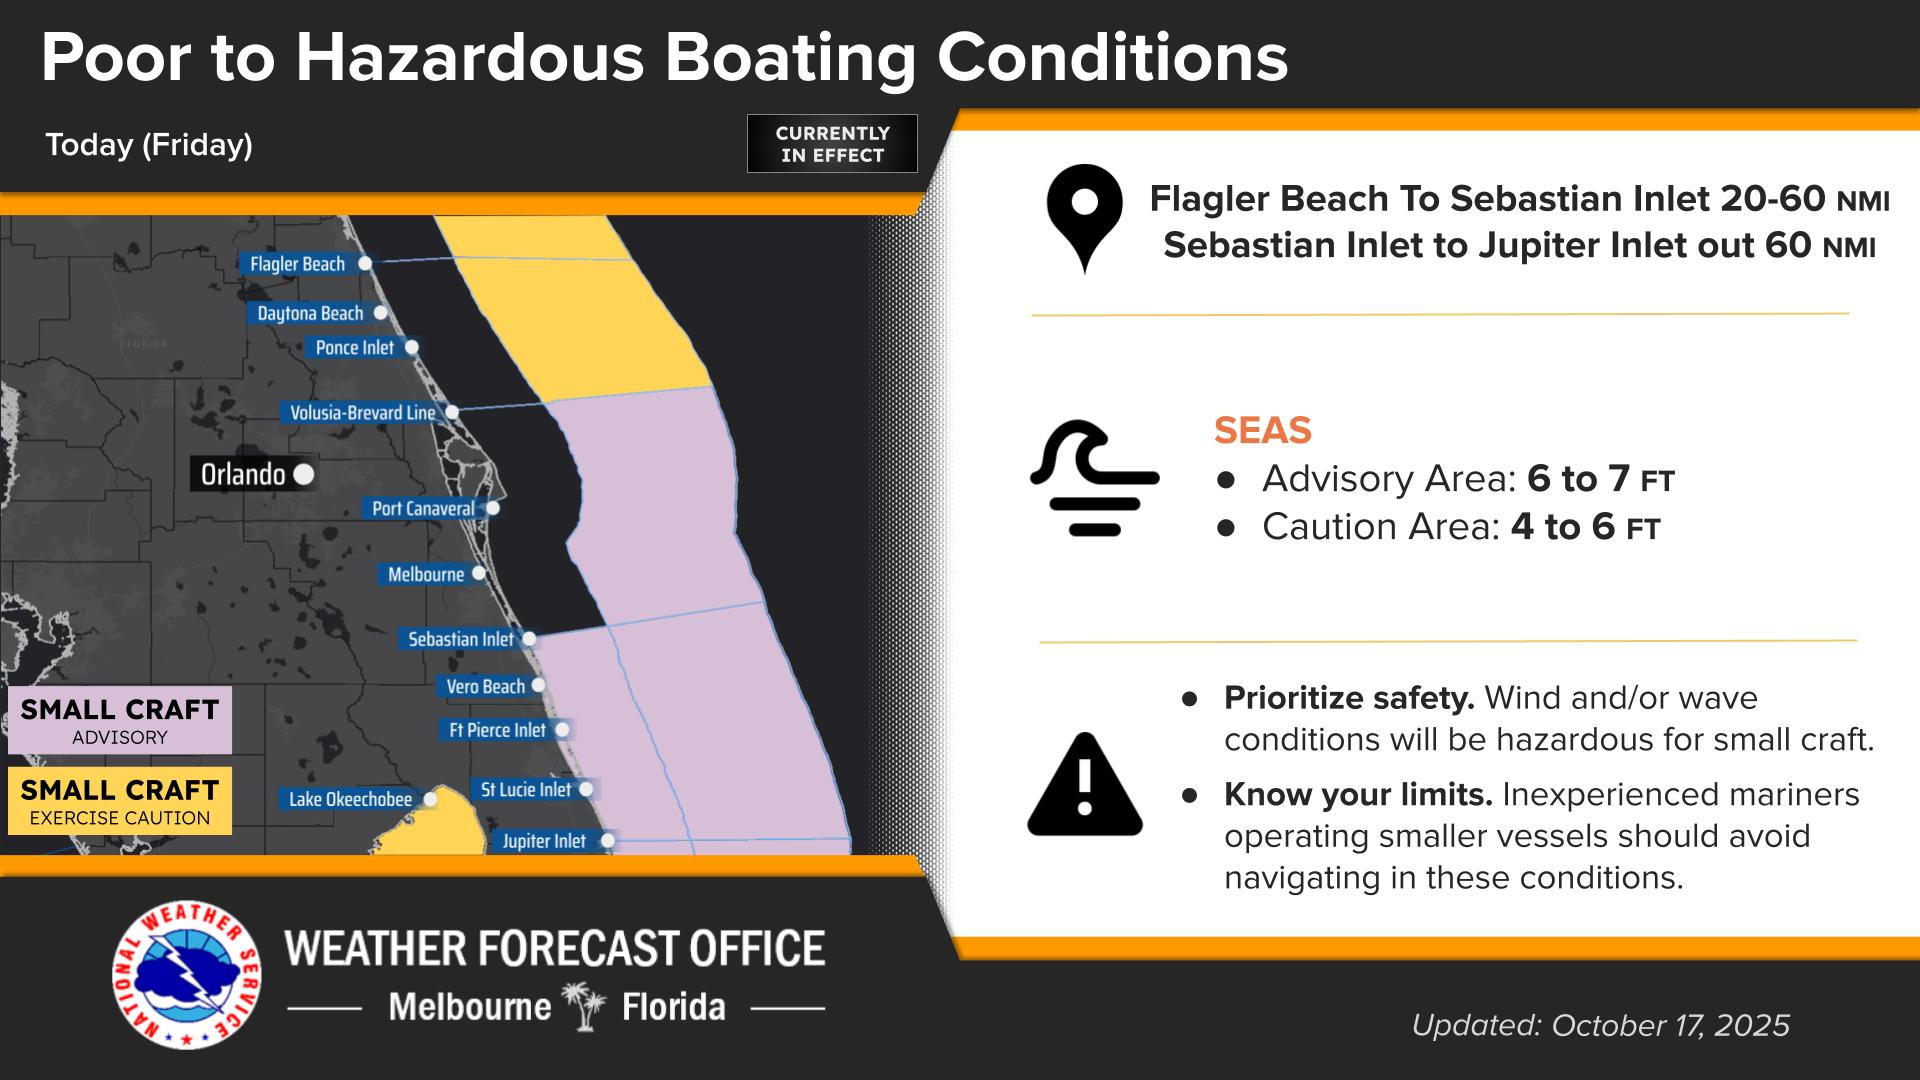 Poor to Hazardous Boating Conditions
Today (Friday)
CURRENTLY
IN EFFECT
Flagler Beach
Daytona Beach
FLORIDA
Ponce Inlet
Volusia-Brevard Line
Orlando
Port Canaveral
Melbourne
Sebastian Inlet
Vero Beach
Ft Pierce Inlet
St Lucie Inlet
Lake Okeechobee
Jupiter Inlet
SMALL CRAFT
ADVISORY
SMALL CRAFT
EXERCISE CAUTION
Flagler Beach To Sebastian Inlet 20-60 NMI
Sebastian Inlet to Jupiter Inlet out 60 NMI
SEAS
● Advisory Area: 6 to 7 FT
● Caution Area: 4 to 6 FT
● Prioritize safety. Wind and/or wave
conditions will be hazardous for small craft.
● Know your limits. Inexperienced mariners
operating smaller vessels should avoid
navigating in these conditions.
NATIONAL WEATHER SERVICE
WEATHER FORECAST OFFICE
Melbourne Florida
Updated: October 17, 2025